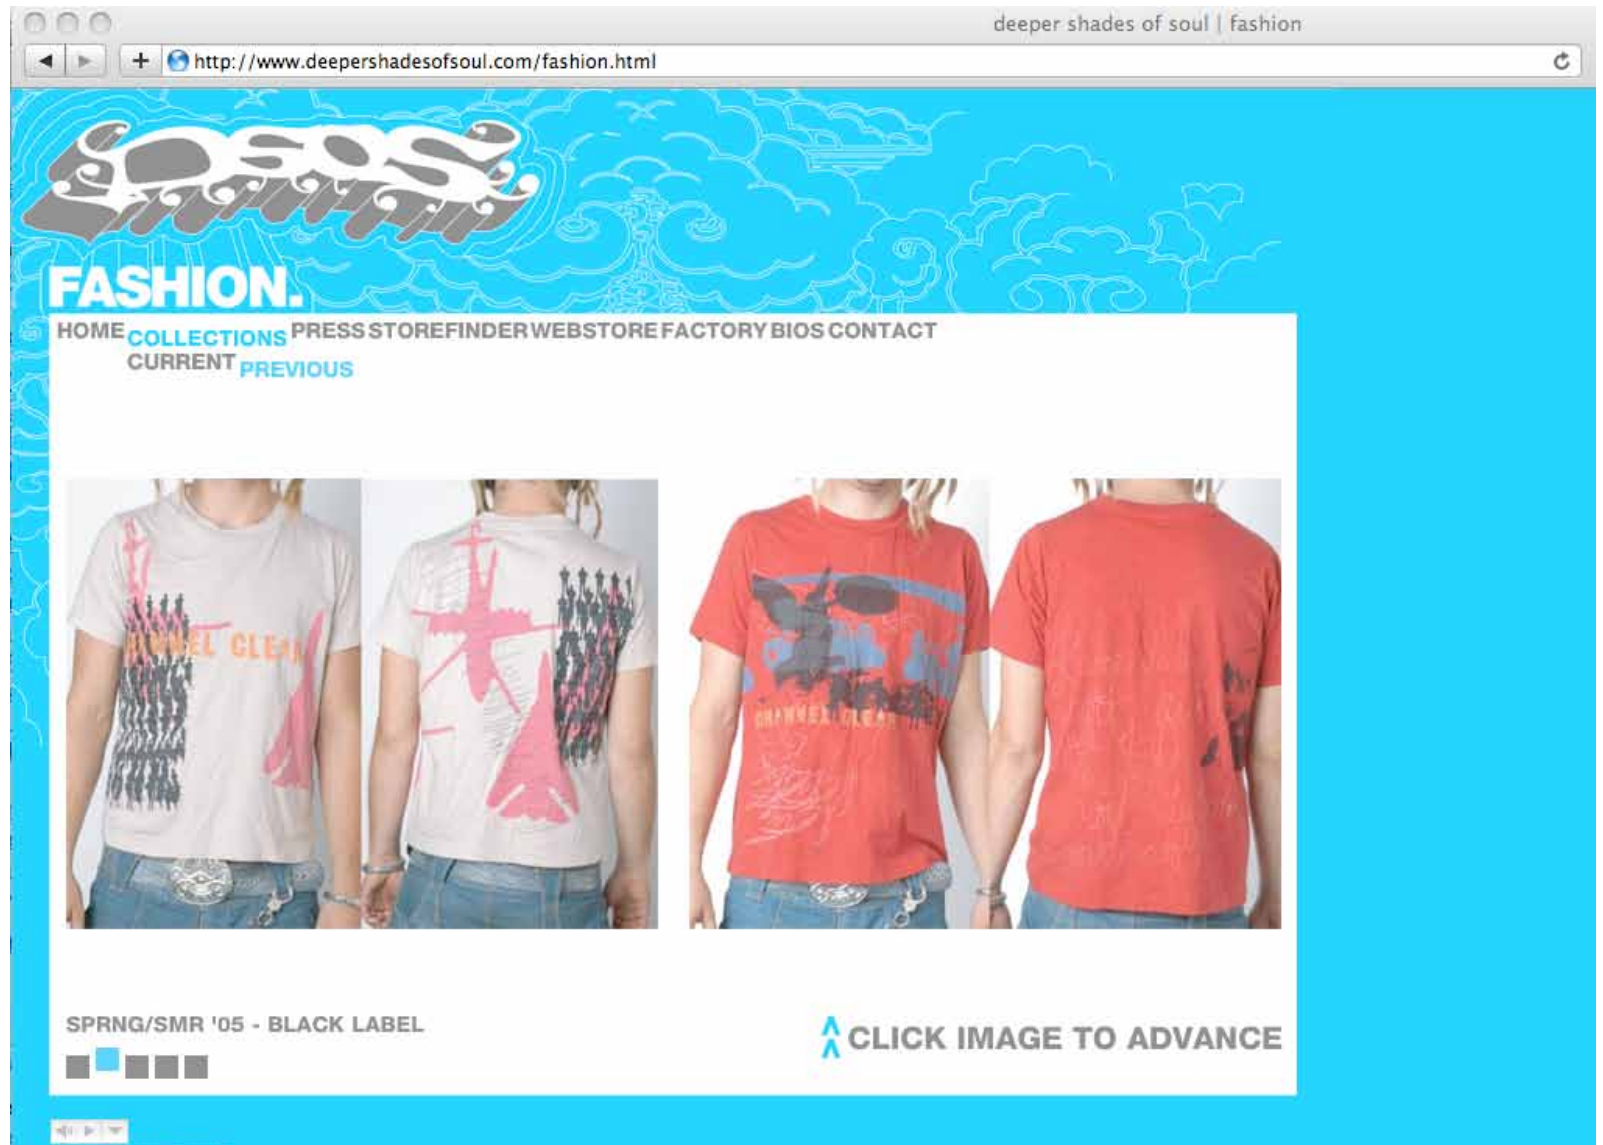 deeper shades of soul | fashion
http://www.deepershadesofsoul.com/fashion.html
DSOS
FASHION.
HOME COLLECTIONS PRESS STOREFINDER WEBSTORE FACTORY BIOS CONTACT
CURRENT PREVIOUS
CHANNEL CLEAR
SPRNG/SMR '05 - BLACK LABEL
CLICK IMAGE TO ADVANCE